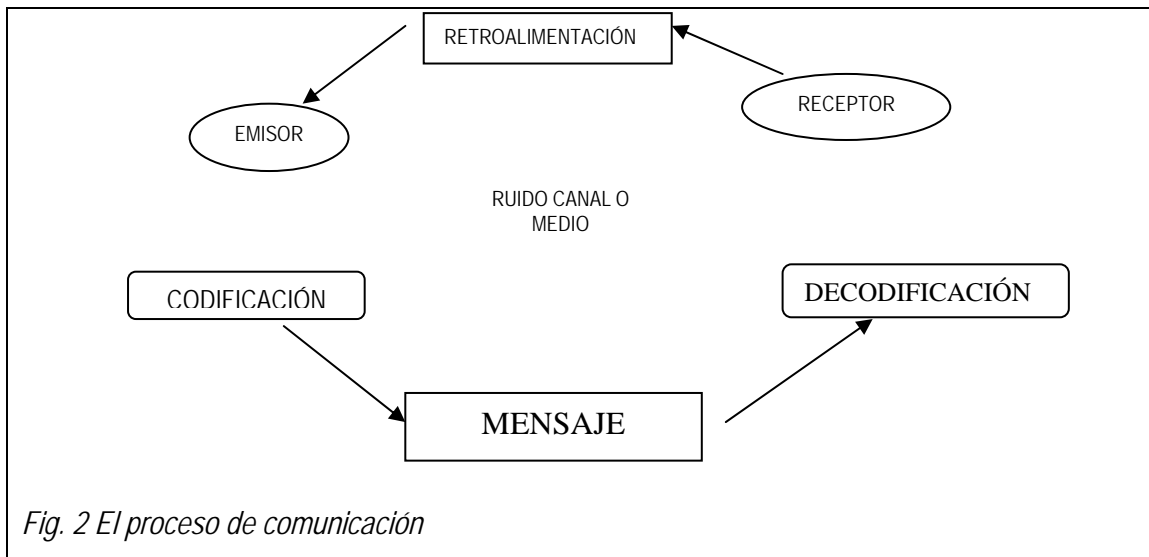 RETROALIMENTACIÓN
RECEPTOR
EMISOR
RUIDO CANAL O
MEDIO
CODIFICACIÓN
DECODIFICACIÓN
MENSAJE
Fig. 2 El proceso de comunicación